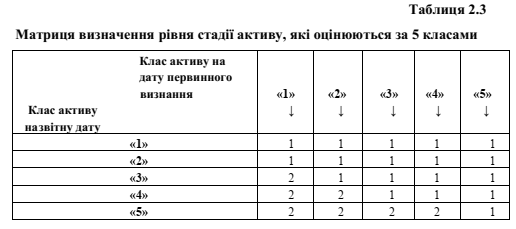 Таблиця 2.3
Матриця визначення рівня стадії активу, які оцінюються за 5 класами
Клас активу на
дату первинного
визнання
«1» «2» «3» «4» «5»
↓ ↓ ↓ ↓ ↓
Клас активу
назвітну дату
«1» 1 1 1 1 1
«2» 1 1 1 1 1
«3» 2 1 1 1 1
«4» 2 2 1 1 1
«5» 2 2 2 2 1